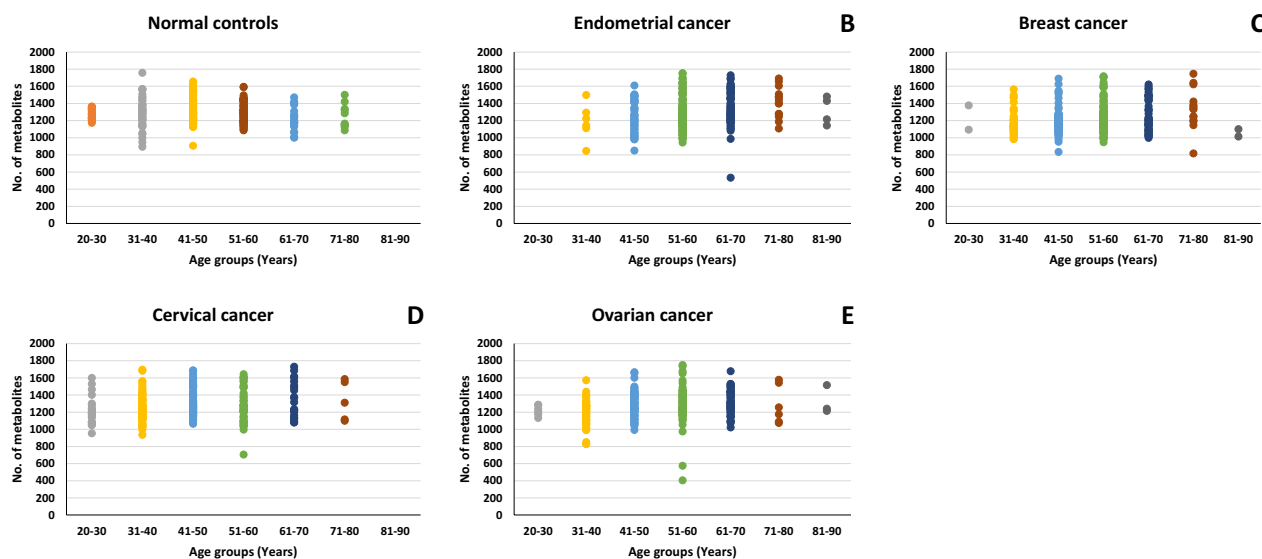 Normal controls
No. of metabolites
2000
1800
1600
1400
1200
1000
800
600
400
200
0
20-30 31-40 41-50 51-60 61-70 71-80 81-90
Age groups (Years)
Endometrial cancer B
No. of metabolites
2000
1800
1600
1400
1200
1000
800
600
400
200
0
20-30 31-40 41-50 51-60 61-70 71-80 81-90
Age groups (Years)
Breast cancer
No. of metabolites
2000
1800
1600
1400
1200
1000
800
600
400
200
0
20-30 31-40 41-50 51-60 61-70 71-80 81-90
Age groups (Years)
Cervical cancer D
No. of metabolites
2000
1800
1600
1400
1200
1000
800
600
400
200
0
20-30 31-40 41-50 51-60 61-70 71-80 81-90
Age groups (Years)
Ovarian cancer E
No. of metabolites
2000
1800
1600
1400
1200
1000
800
600
400
200
0
20-30 31-40 41-50 51-60 61-70 71-80 81-90
Age groups (Years)